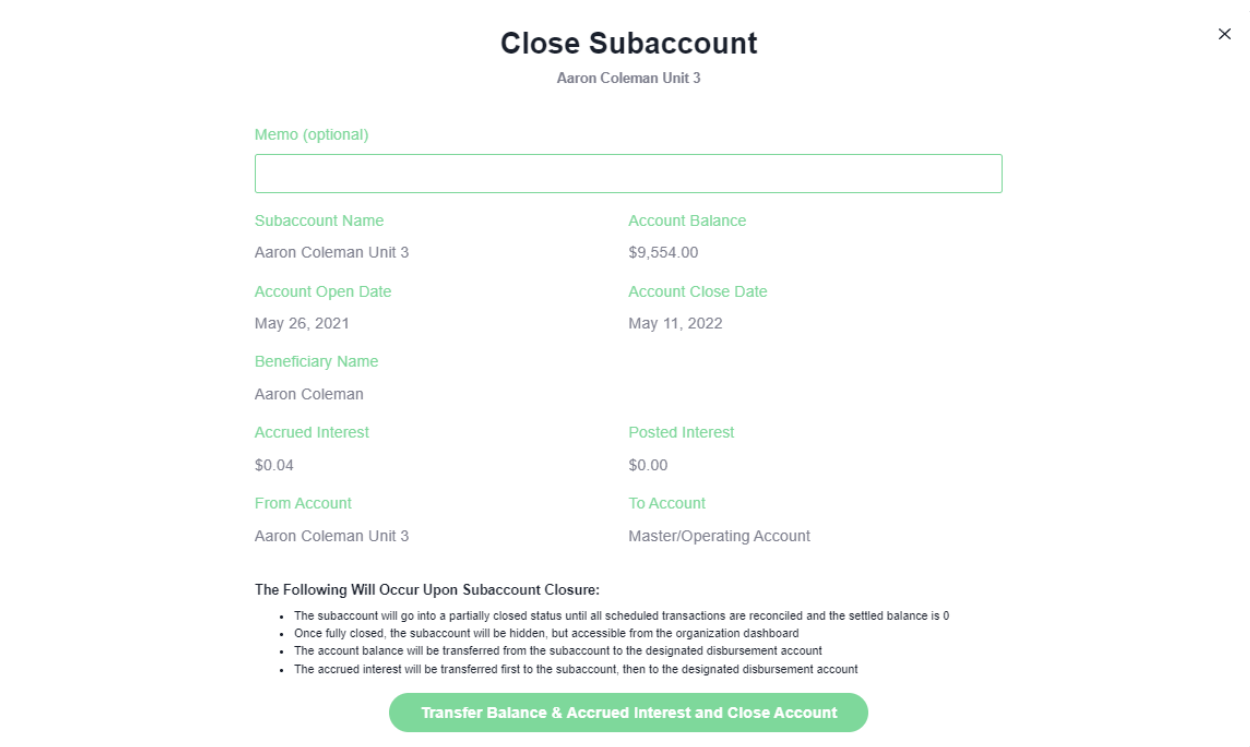 Close Subaccount
Aaron Coleman Unit 3
Memo (optional)
Subaccount Name
Account Balance
Aaron Coleman Unit 3
$9,554.00
Account Open Date
Account Close Date
May 26, 2021
May 11, 2022
Beneficiary Name
Aaron Coleman
Accrued Interest
Posted Interest
$0.04
$0.00
From Account
To Account
Aaron Coleman Unit 3
Master/Operating Account
The Following Will Occur Upon Subaccount Closure:
• The subaccount will go into a partially closed status until all scheduled transactions are reconciled and the settled balance is 0
• Once fully closed, the subaccount will be hidden, but accessible from the organization dashboard
• The account balance will be transferred from the subaccount to the designated disbursement account
• The accrued interest will be transferred first to the subaccount, then to the designated disbursement account
Transfer Balance & Accrued Interest and Close Account